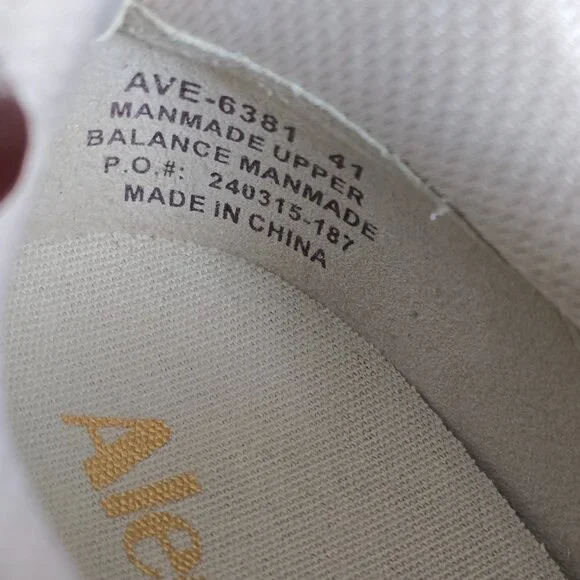 AVE-6381 41
MANMADE UPPER
BALANCE MANMADE
P.O.#: 240315-187
MADE IN CHINA
Ale